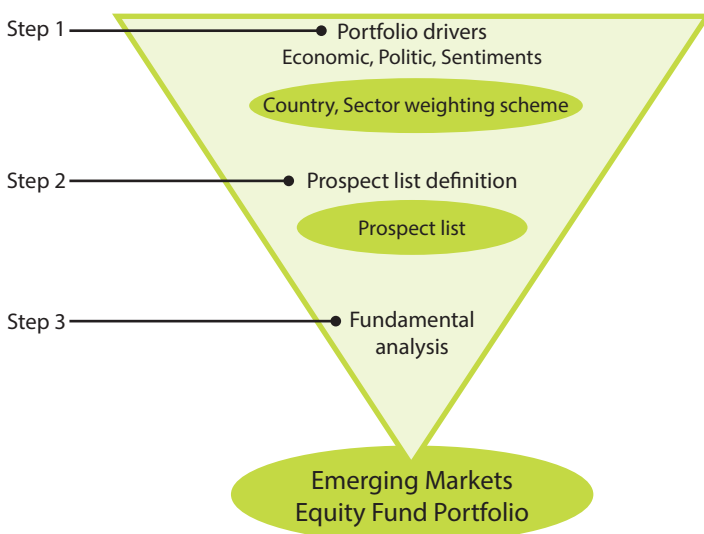 Step 1
Portfolio drivers
Economic, Politic, Sentiments
Country, Sector weighting scheme
Step 2
Prospect list definition
Prospect list
Step 3
Fundamental
analysis
Emerging Markets
Equity Fund Portfolio